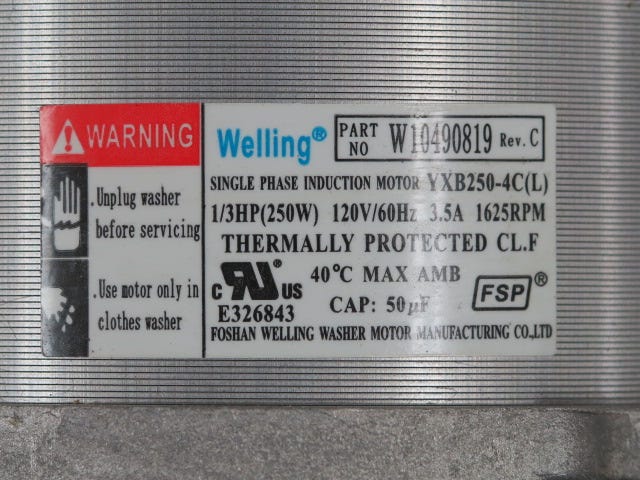 WARNING
.Unplug washer
before servicing
.Use motor only in
clothes washer
Welling®
PART NO W10490819 Rev.C
SINGLE PHASE INDUCTION MOTOR YXB250-4C(L)
1/3HP(250W) 120V/60Hz 3.5A 1625RPM
THERMALLY PROTECTED CL.F
c RU ® US 40°C MAX AMB
E326843 CAP: 50µF FSP®
FOSHAN WELLING WASHER MOTOR MANUFACTURING CO.,LTD